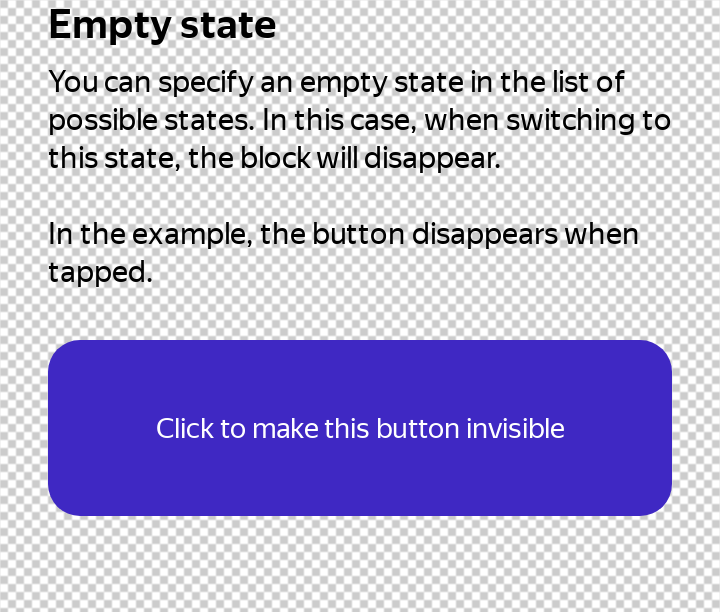 Empty state
You can specify an empty state in the list of
possible states. In this case, when switching to
this state, the block will disappear.
In the example, the button disappears when
tapped.
Click to make this button invisible